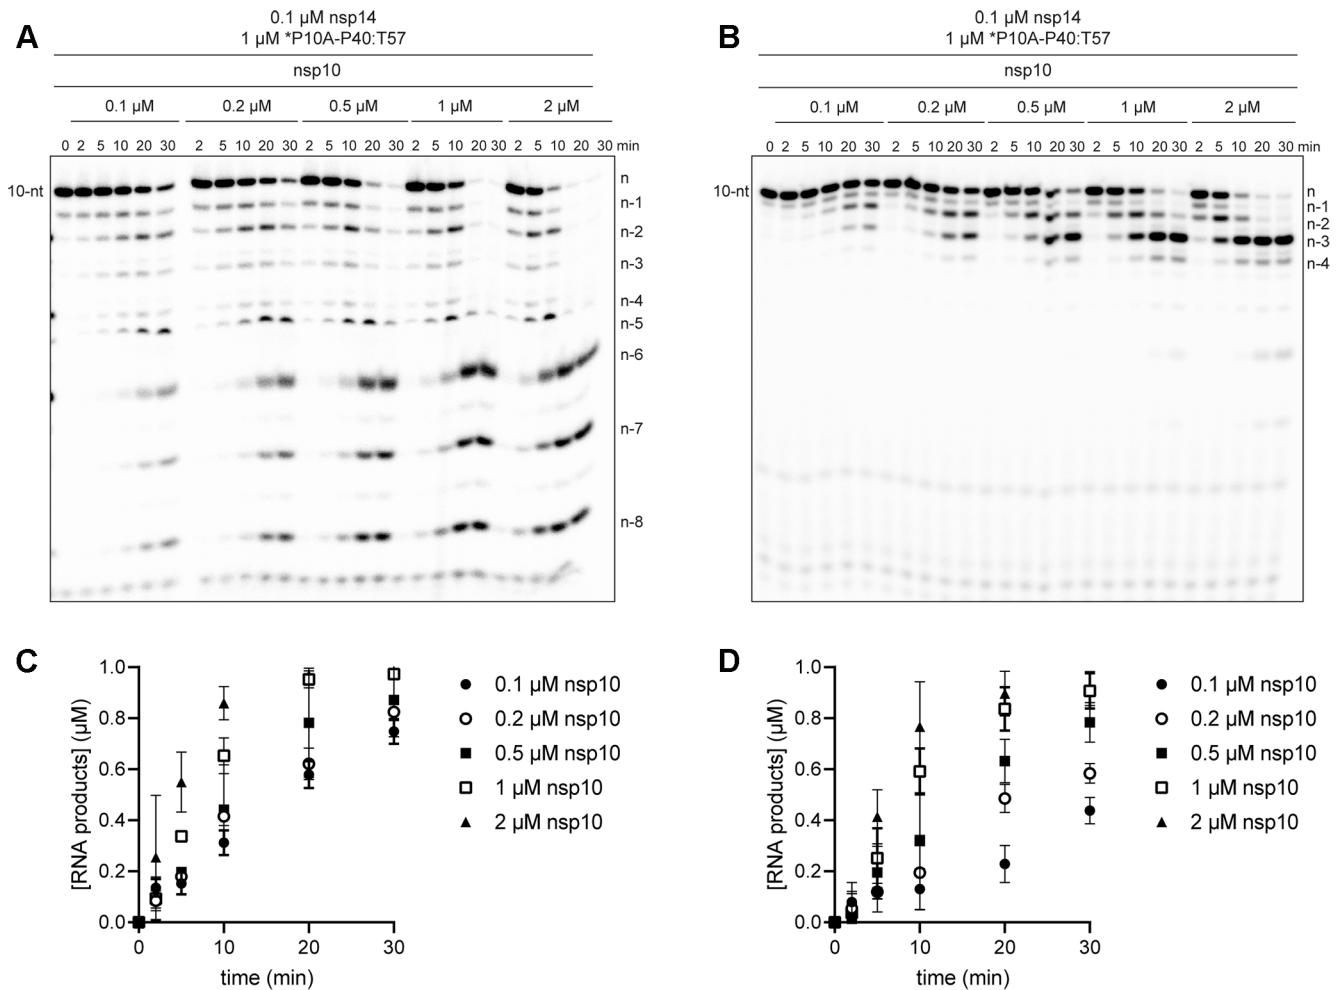 A
0.1 µM nsp14
1 µM *P10A-P40:T57
nsp10
0.1 µM 0.2 µM 0.5 µM 1 µM 2 µM
0 2 5 10 20 30 2 5 10 20 30 2 5 10 20 30 2 5 10 20 30 2 5 10 20 30 min
10-nt
n
n-1
n-2
n-3
n-4
n-5
n-6
n-7
n-8
B
0.1 µM nsp14
1 µM *P10A-P40:T57
nsp10
0.1 µM 0.2 µM 0.5 µM 1 µM 2 µM
0 2 5 10 20 30 2 5 10 20 30 2 5 10 20 30 2 5 10 20 30 2 5 10 20 30 min
10-nt
n
n-1
n-2
n-3
n-4
C
[RNA products] (µM)
1.0
0.8
0.6
0.4
0.2
0.0
0 10 20 30
time (min)
0.1 µM nsp10
0.2 µM nsp10
0.5 µM nsp10
1 µM nsp10
2 µM nsp10
D
[RNA products] (µM)
1.0
0.8
0.6
0.4
0.2
0.0
0 10 20 30
time (min)
0.1 µM nsp10
0.2 µM nsp10
0.5 µM nsp10
1 µM nsp10
2 µM nsp10